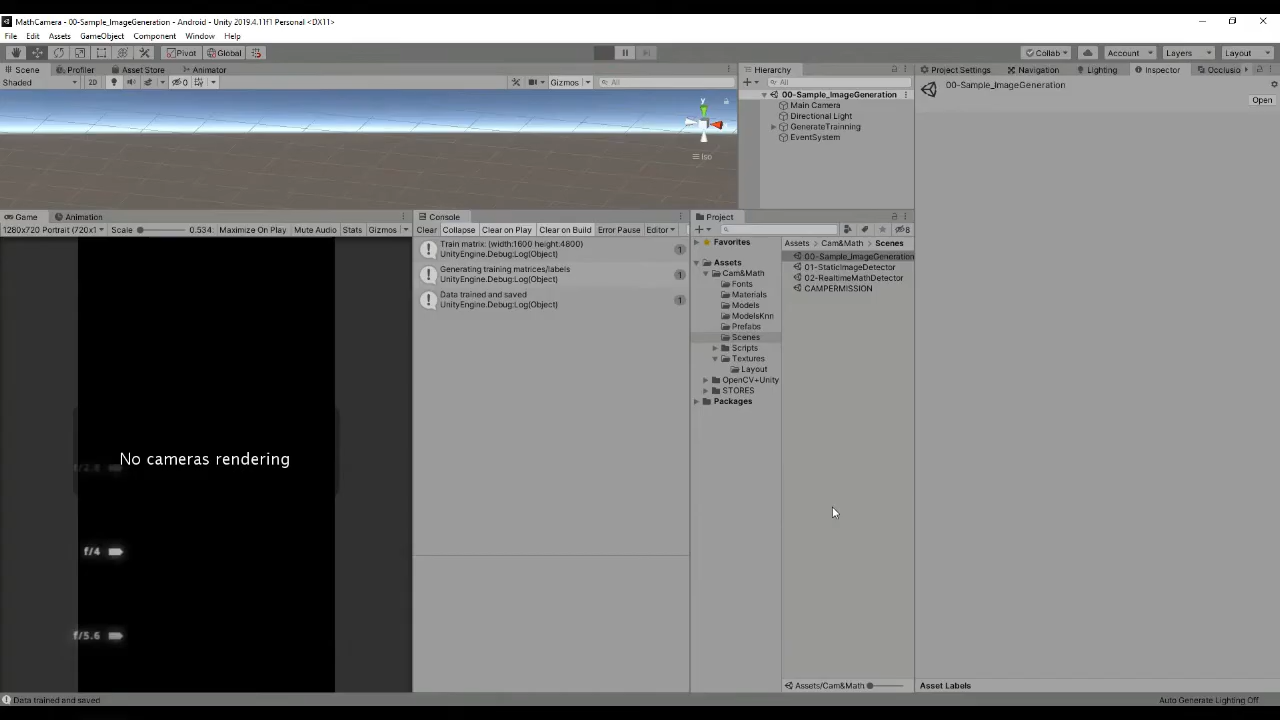 MathCamera - 00-Sample_ImageGeneration - Android - Unity 2019.4.11f1 Personal <DX11>
File Edit Assets GameObject Component Window Help
Pivot Global Collab Account Layers Layout
Scene Profiler Asset Store Animator
Shaded 2D 0 Gizmos All
y
Iso
Hierarchy
All
00-Sample_ImageGeneration
Main Camera
Directional Light
GenerateTrainning
EventSystem
Project Settings Navigation Lighting Inspector Occlusio
00-Sample_ImageGeneration
Open
Game Animation
1280x720 Portrait (720x1 Scale 0.534: Maximize On Play Mute Audio Stats Gizmos
No cameras rendering
f/2.8
f/4
f/5.6
Console
Clear Collapse Clear on Play Clear on Build Error Pause Editor
Train matrix: (width:1600 height:4800)
UnityEngine.Debug:Log(Object)
1
Generating training matrices/labels
UnityEngine.Debug:Log(Object)
1
Data trained and saved
UnityEngine.Debug:Log(Object)
1
Project
8
Favorites
Assets
Cam&Math
Fonts
Materials
Models
ModelsKnn
Prefabs
Scenes
Scripts
Textures
Layout
OpenCV+Unity
STORES
Packages
Assets Cam&Math Scenes
00-Sample_ImageGeneration
01-StaticImageDetector
02-RealtimeMathDetector
CAMPERMISSION
Assets/Cam&Math
Asset Labels
Data trained and saved
Auto Generate Lighting Off